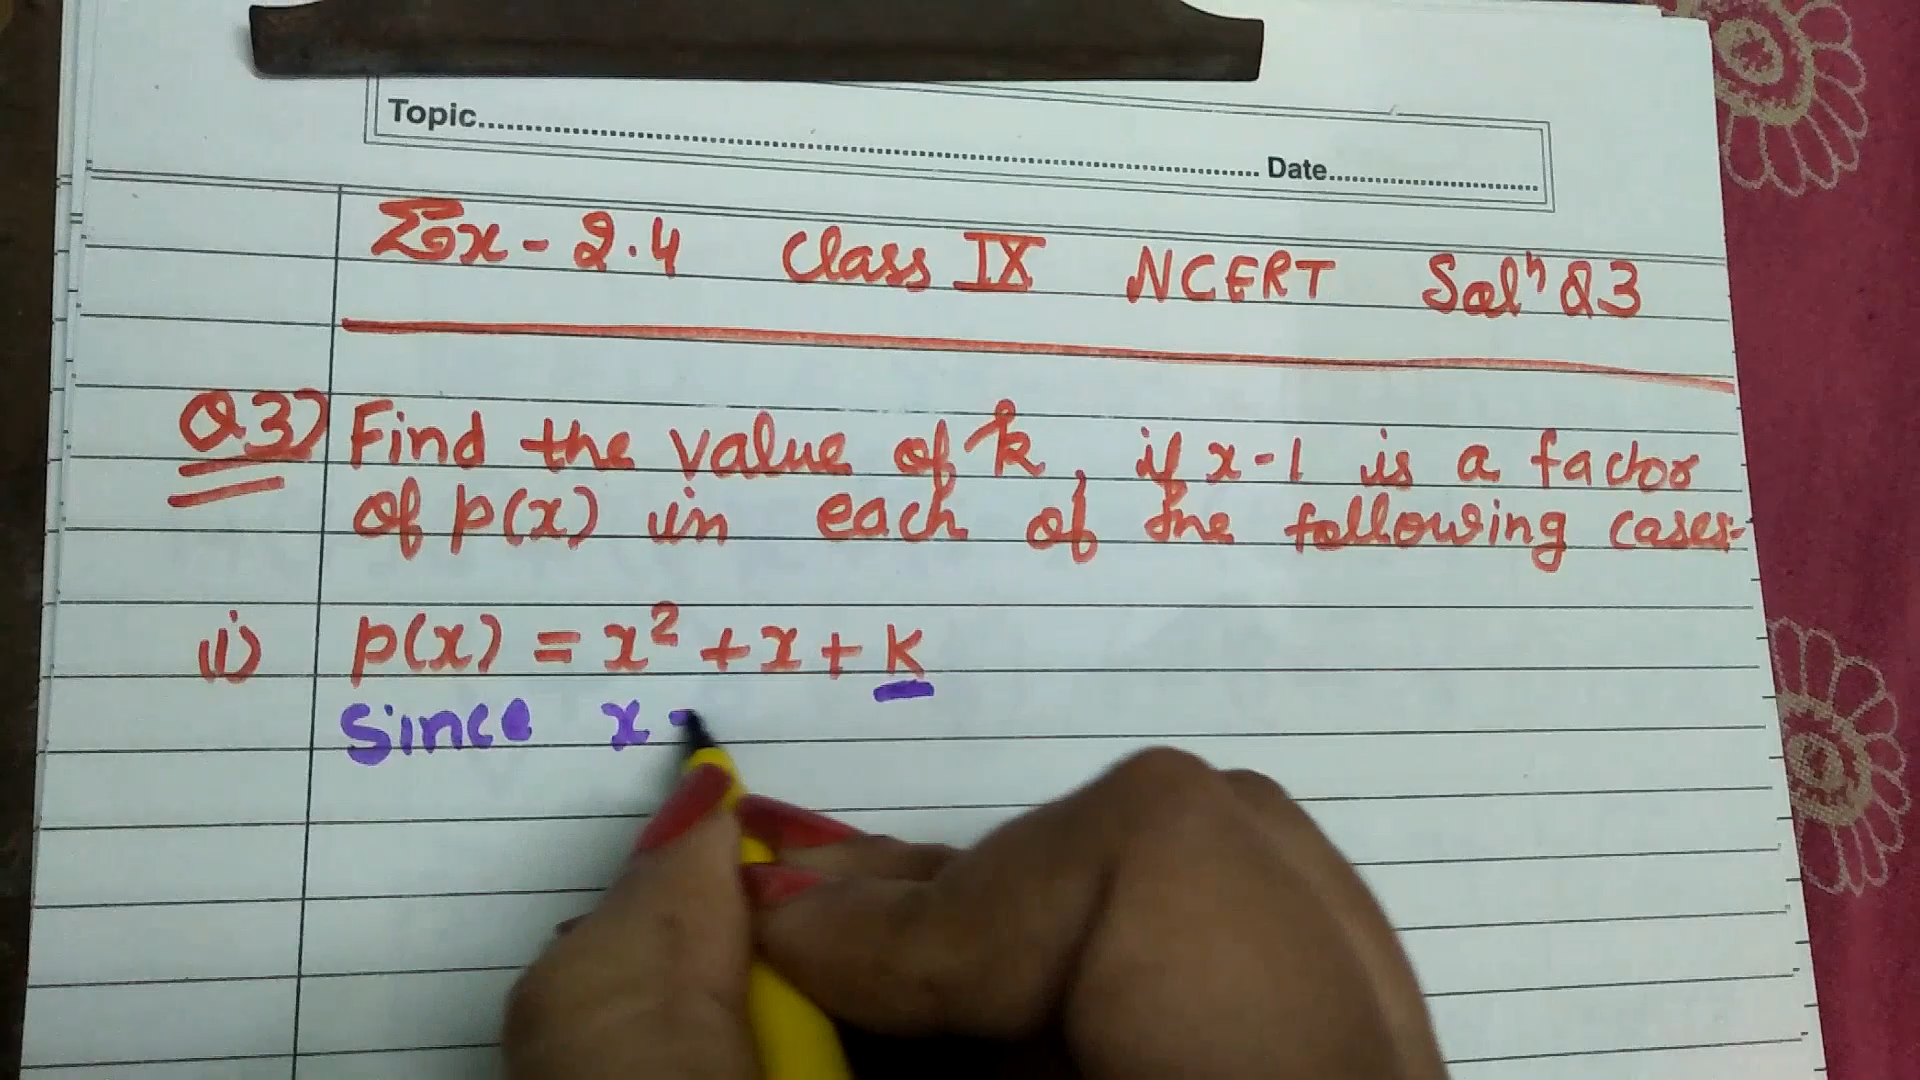 Topic.......... Date..........
Ex - 2.4 Class IX NCERT Solⁿ Q3
Q3) Find the value of k, if x-1 is a factor
of p(x) in each of the following cases:-
(i) p(x) = x² + x + k
Since x -